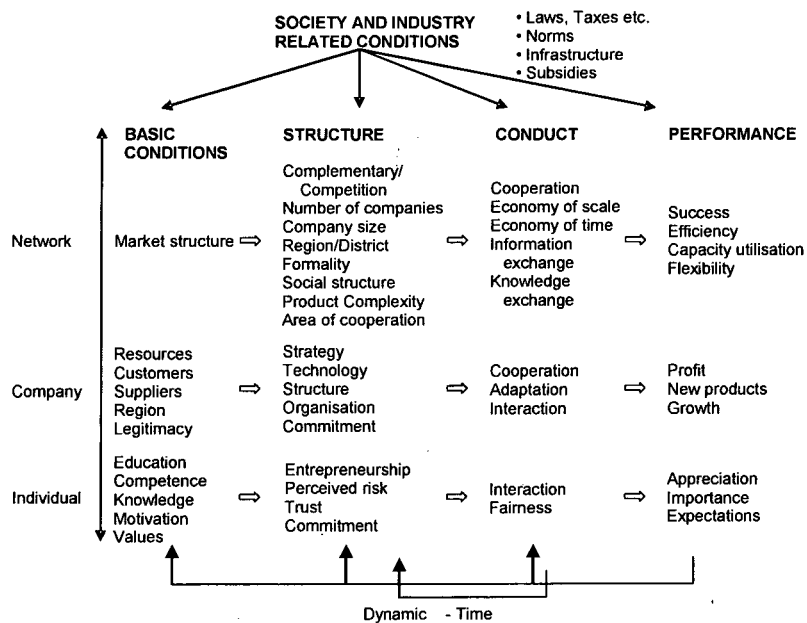 SOCIETY AND INDUSTRY
RELATED CONDITIONS
• Laws, Taxes etc.
• Norms
• Infrastructure
• Subsidies
BASIC
CONDITIONS
STRUCTURE
CONDUCT
PERFORMANCE
Network
Market structure
Complementary/
Competition
Number of companies
Company size
Region/District
Formality
Social structure
Product Complexity
Area of cooperation
Cooperation
Economy of scale
Economy of time
Information
exchange
Knowledge
exchange
Success
Efficiency
Capacity utilisation
Flexibility
Company
Resources
Customers
Suppliers
Region
Legitimacy
Strategy
Technology
Structure
Organisation
Commitment
Cooperation
Adaptation
Interaction
Profit
New products
Growth
Individual
Education
Competence
Knowledge
Motivation
Values
Entrepreneurship
Perceived risk
Trust
Commitment
Interaction
Fairness
Appreciation
Importance
Expectations
Dynamic - Time